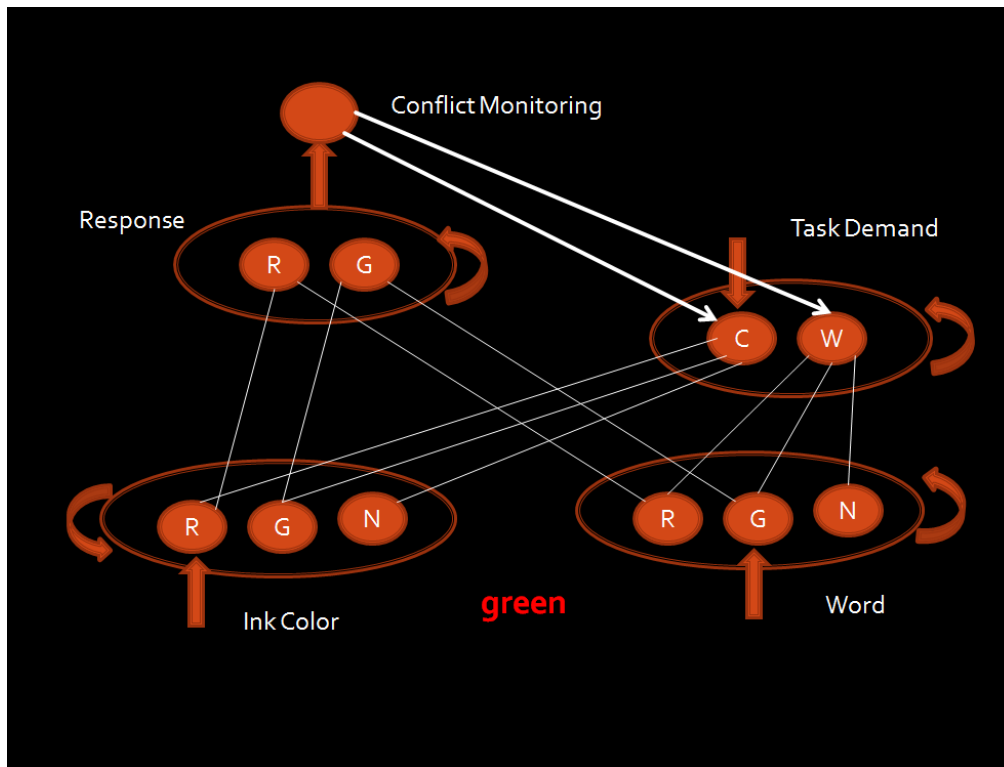 Conflict Monitoring
Response
Task Demand
R G
C W
R G N
R G N
Ink Color
green
Word